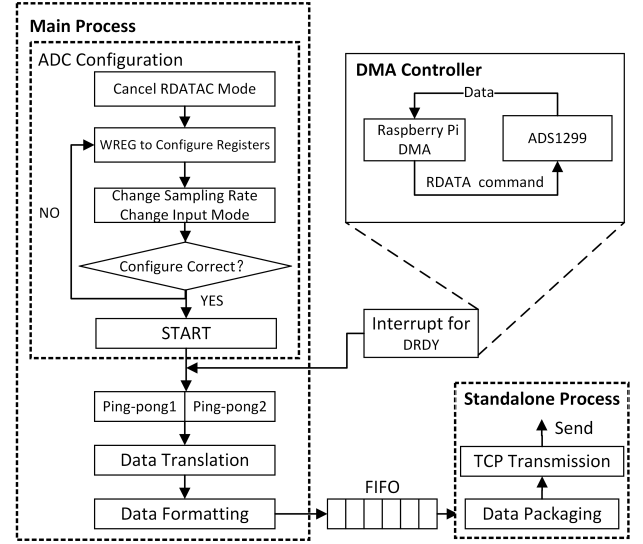 Main Process
ADC Configuration
Cancel RDATAC Mode
WREG to Configure Registers
Change Sampling Rate
Change Input Mode
NO
Configure Correct?
YES
START
Ping-pong1
Ping-pong2
Data Translation
Data Formatting
DMA Controller
Data
Raspberry Pi
DMA
ADS1299
RDATA command
Interrupt for
DRDY
FIFO
Standalone Process
Send
TCP Transmission
Data Packaging